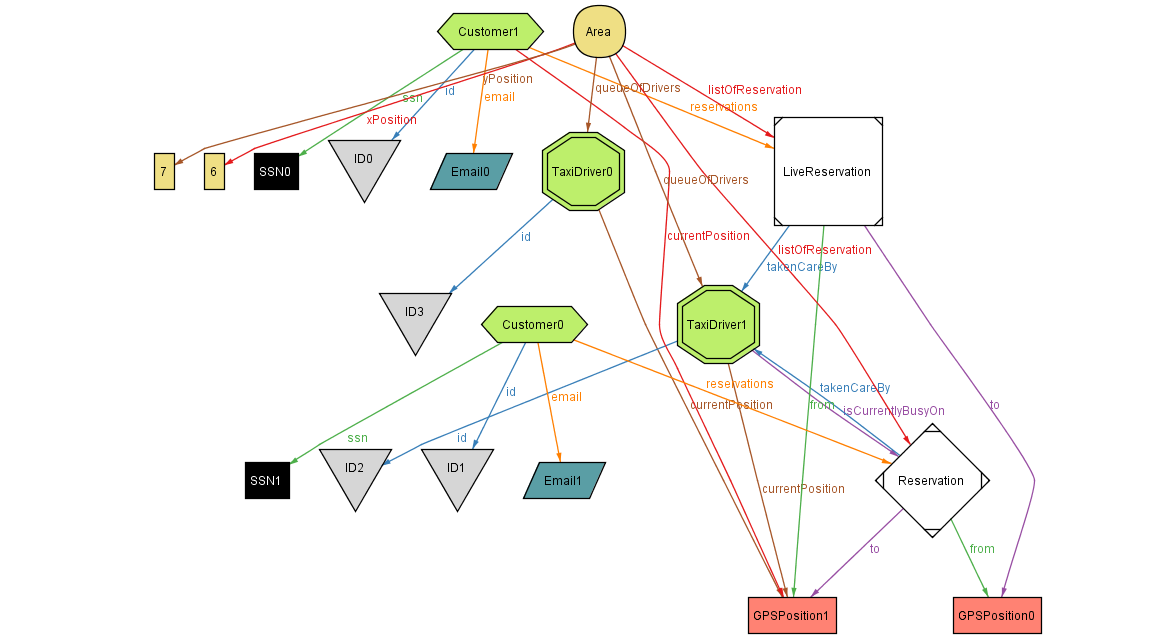 Customer1
Area
yPosition
id
ssn
email
queueOfDrivers
listOfReservation
reservations
xPosition
7
6
SSN0
ID0
Email0
TaxiDriver0
LiveReservation
queueOfDrivers
id
currentPosition
listOfReservation
takenCareBy
ID3
Customer0
TaxiDriver1
id
email
reservations
takenCareBy
currentPosition
from
isCurrentlyBusyOn
to
ssn
id
SSN1
ID2
ID1
Email1
currentPosition
Reservation
to
from
GPSPosition1
GPSPosition0